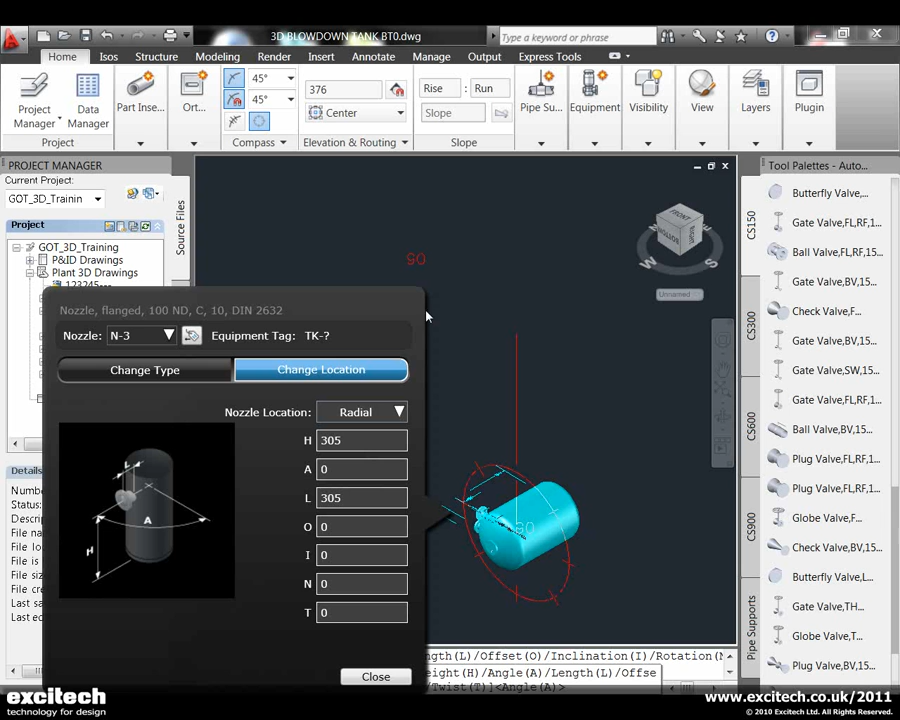 3D BLOWDOWN TANK BT0.dwg
Type a keyword or phrase
Home Isos Structure Modeling Render Insert Annotate Manage Output Express Tools
45° 376 Rise : Run
Project Manager Data Manager Part Inse... Ort... 45° Center Slope Pipe Su... Equipment Visibility View Layers Plugin
Project Compass Elevation & Routing Slope
PROJECT MANAGER
Current Project:
GOT_3D_Trainin
Project
GOT_3D_Training
P&ID Drawings
Plant 3D Drawings
123245---
Source Files
Details
Number
Status:
Descri
File lo
File is
File siz
File cre
Last sa
Last ed
Nozzle, flanged, 100 ND, C, 10, DIN 2632
Nozzle: N-3 Equipment Tag: TK-?
Change Type Change Location
Nozzle Location: Radial
H 305
A 0
L 305
O 0
I 0
N 0
T 0
L
A
H
Close
05
90
FRONT
RIGHT
BOTTOM
W S
Unnamed
ength(L)/Offset(O)/Inclination(I)/Rotation(N
eight(H)/Angle(A)/Length(L)/Offse
/Twist(T)]<Angle(A)>
Tool Palettes - Auto...
CS150
CS300
CS600
CS900
Pipe Supports
Butterfly Valve,...
Gate Valve,FL,RF,1...
Ball Valve,FL,RF,15...
Gate Valve,BV,15...
Check Valve,F...
Gate Valve,BV,15...
Gate Valve,SW,15...
Gate Valve,FL,RF,1...
Ball Valve,BV,15...
Plug Valve,FL,RF,1...
Plug Valve,FL,RF,1...
Globe Valve,F...
Check Valve,BV,15...
Butterfly Valve,L...
Gate Valve,TH...
Globe Valve,T...
Plug Valve,BV,15...
excitech
technology for design
www.excitech.co.uk/2011
© 2010 Excitech Ltd. All Rights Reserved.